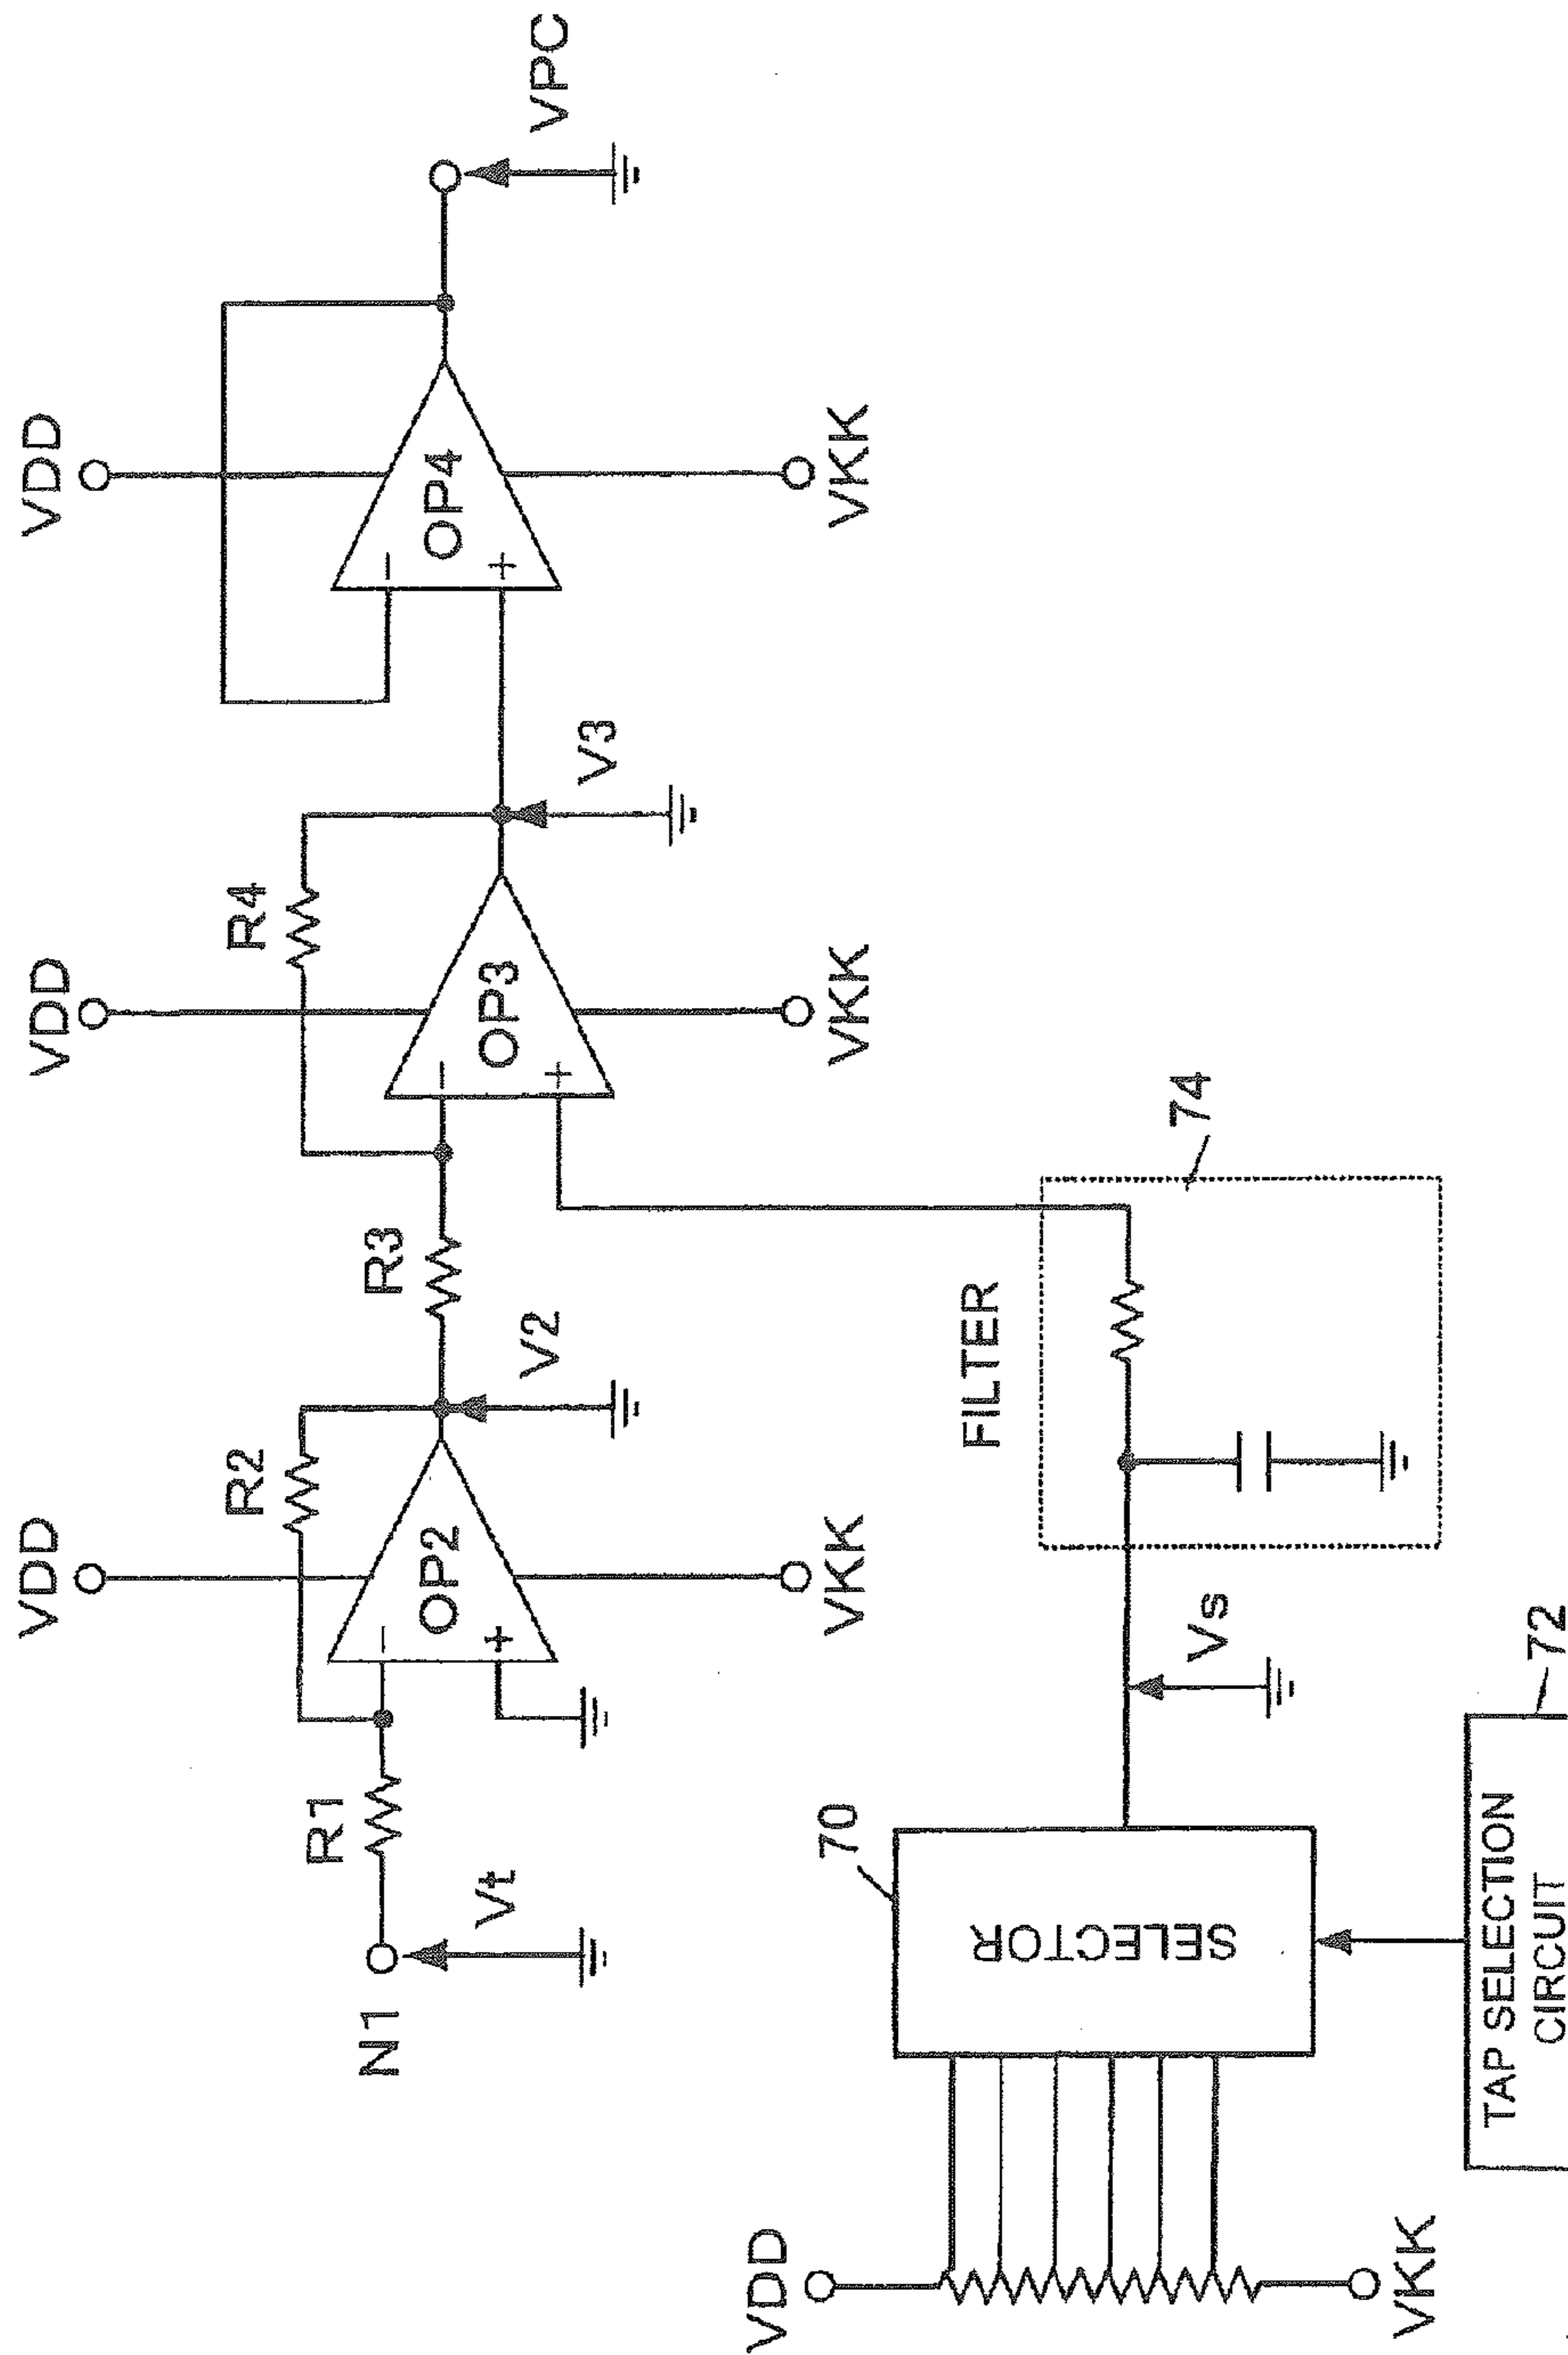 VDD
VDD
VDD
R2
R4
N1
Vt
R1
OP2
V2
R3
OP3
V3
OP4
VPC
VKK
VKK
VKK
VDD
VKK
70
SELECTOR
Vs
FILTER
74
TAP SELECTION
CIRCUIT
72